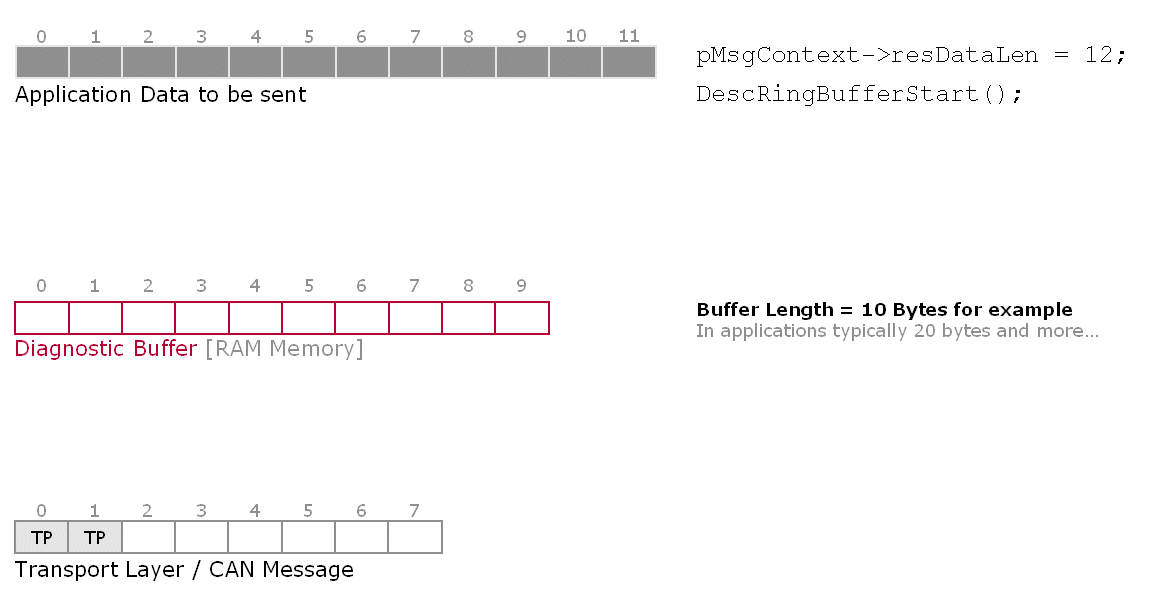 0 1 2 3 4 5 6 7 8 9 10 11
pMsgContext->resDataLen = 12;
DescRingBufferStart();
Application Data to be sent
0 1 2 3 4 5 6 7 8 9
Buffer Length = 10 Bytes for example
In applications typically 20 bytes and more...
Diagnostic Buffer [RAM Memory]
0 1 2 3 4 5 6 7
TP TP
Transport Layer / CAN Message